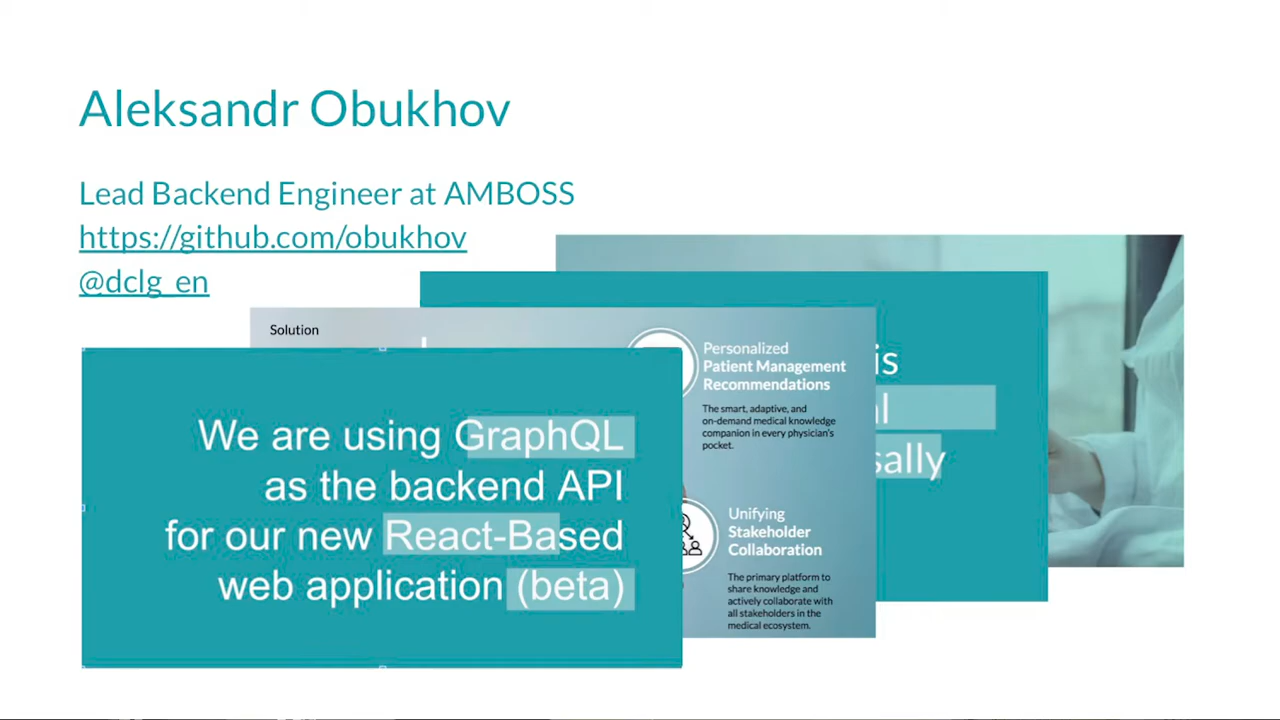 Aleksandr Obukhov
Lead Backend Engineer at AMBOSS
https://github.com/obukhov
@dclg_en
Solution
Personalized
Patient Management
Recommendations
The smart, adaptive, and
on-demand medical knowledge
companion in every physician's
pocket.
Unifying
Stakeholder
Collaboration
The primary platform to
share knowledge and
actively collaborate with
all stakeholders in the
medical ecosystem.
is
We are using GraphQL
as the backend API
for our new React-Based
web application (beta)